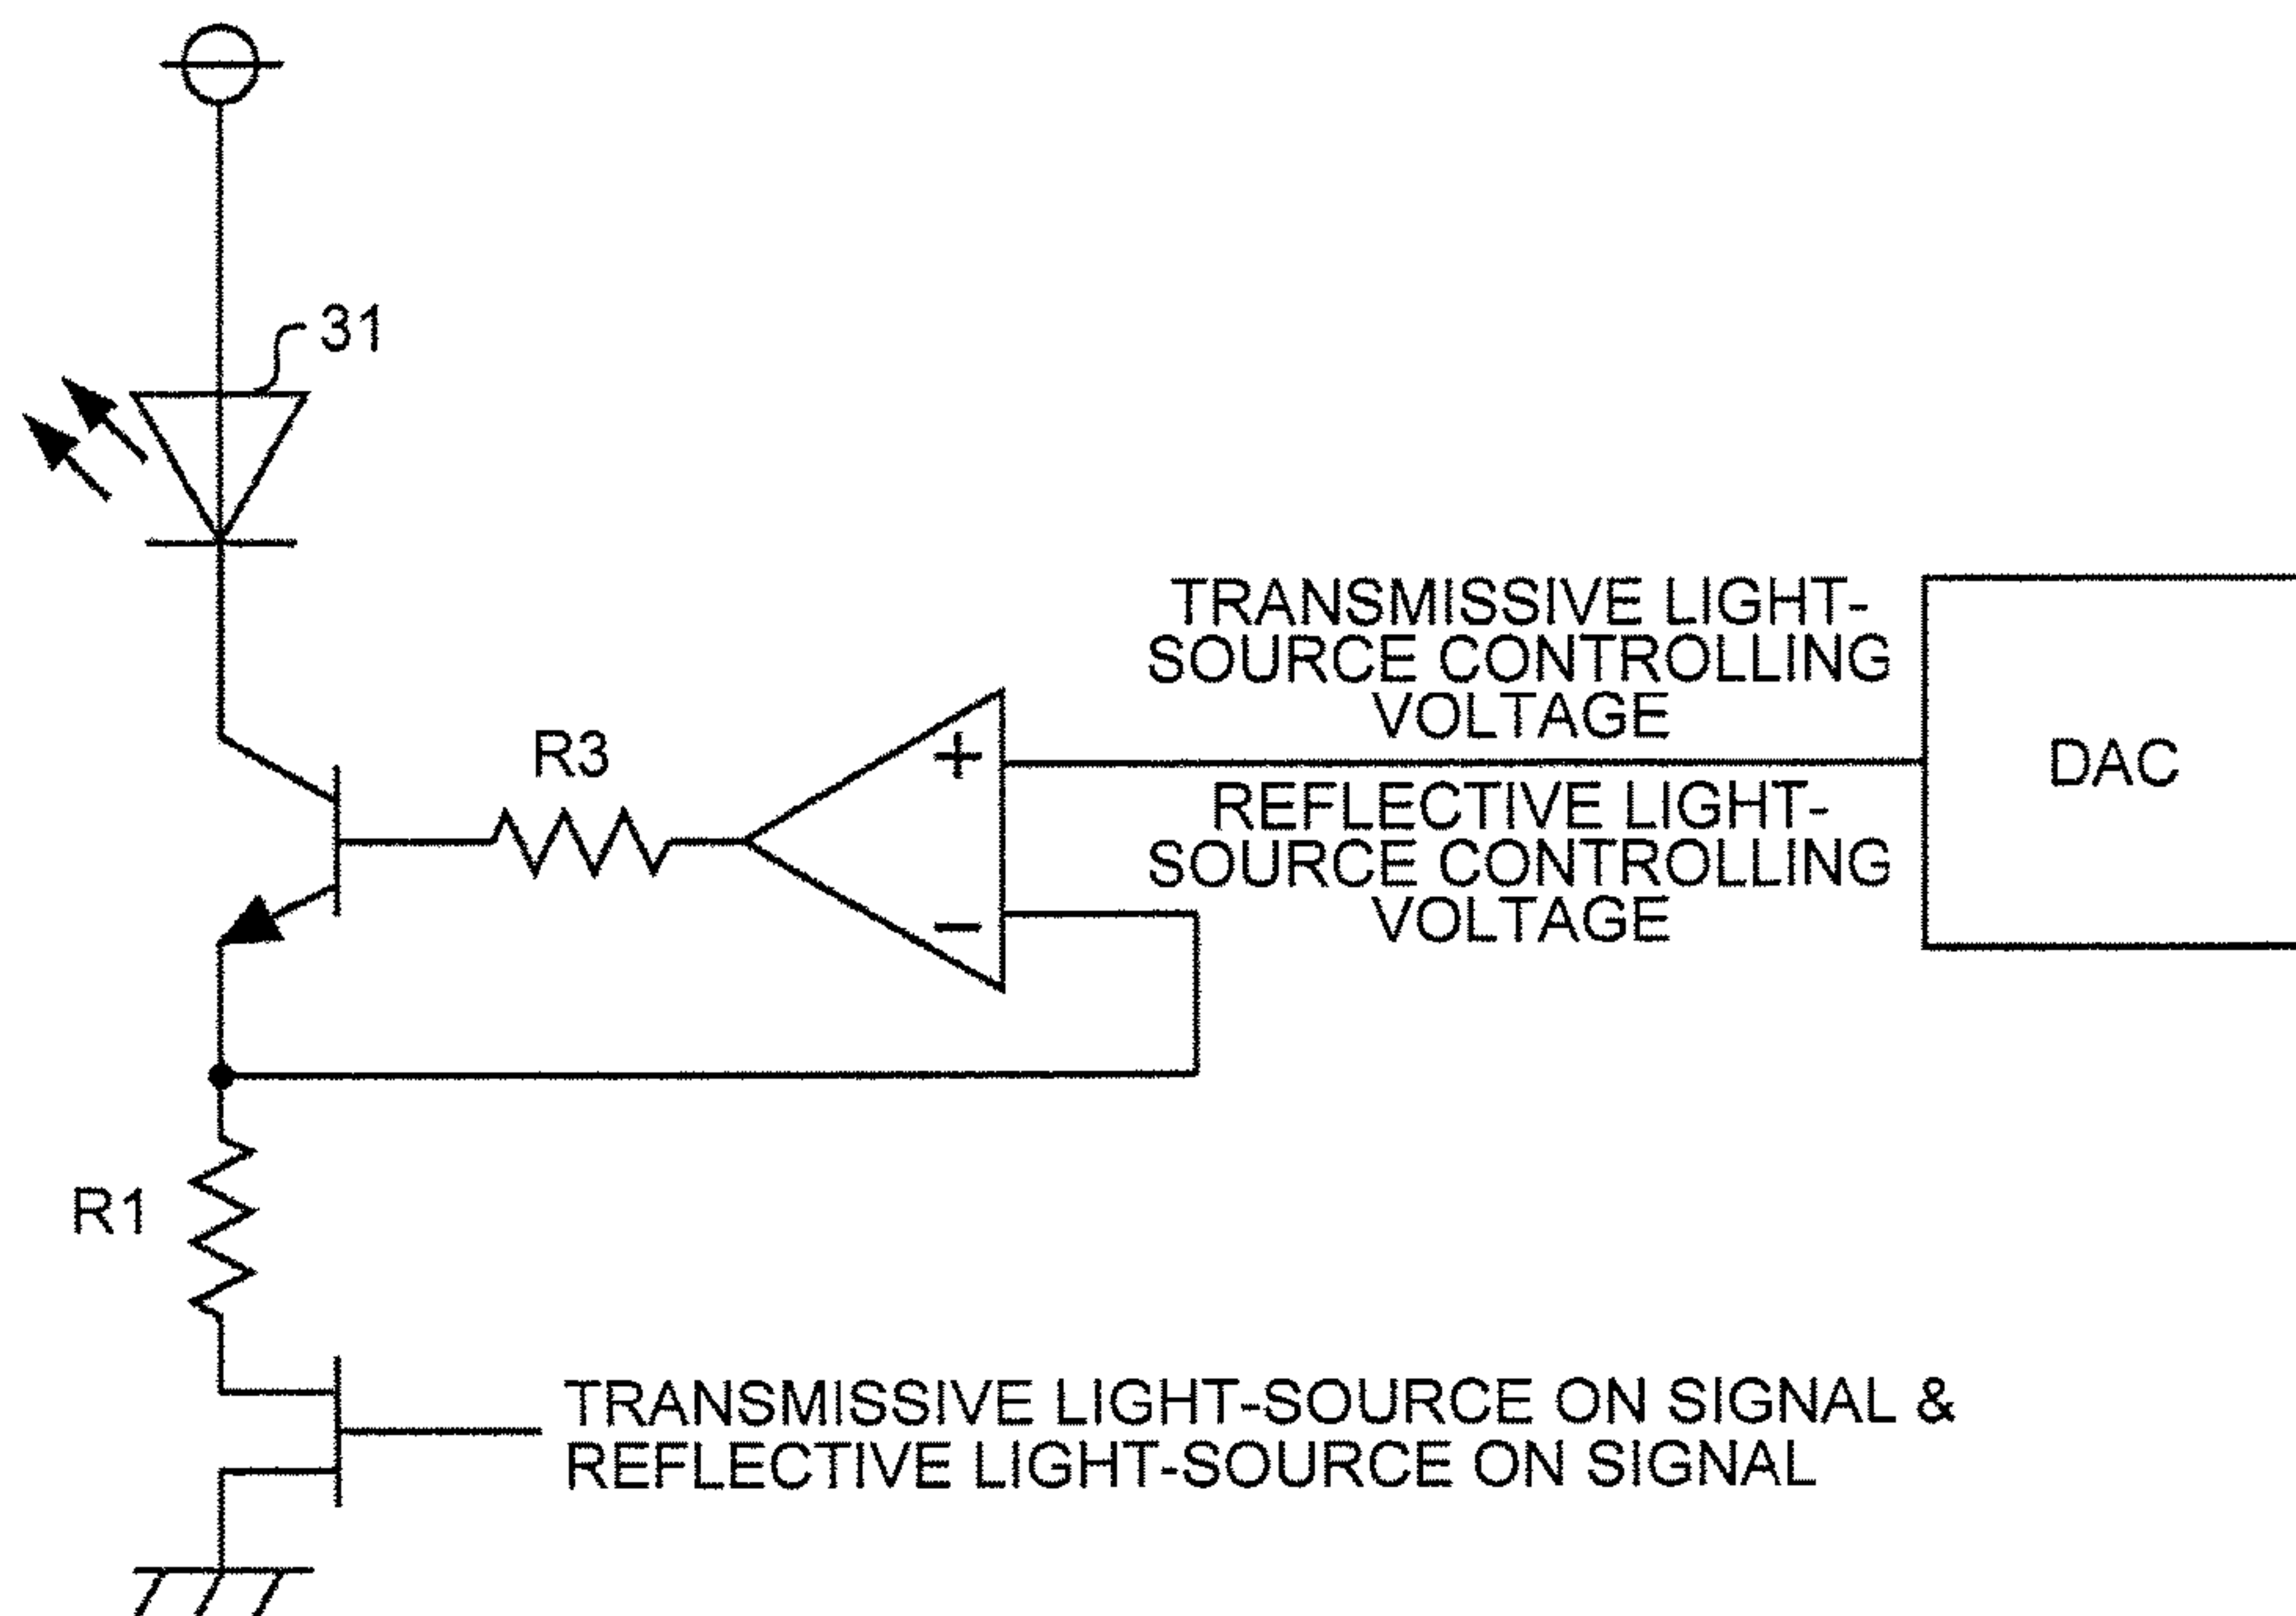 31
TRANSMISSIVE LIGHT-
SOURCE CONTROLLING
VOLTAGE
R3
+
DAC
REFLECTIVE LIGHT-
SOURCE CONTROLLING
VOLTAGE
−
R1
TRANSMISSIVE LIGHT-SOURCE ON SIGNAL &
REFLECTIVE LIGHT-SOURCE ON SIGNAL